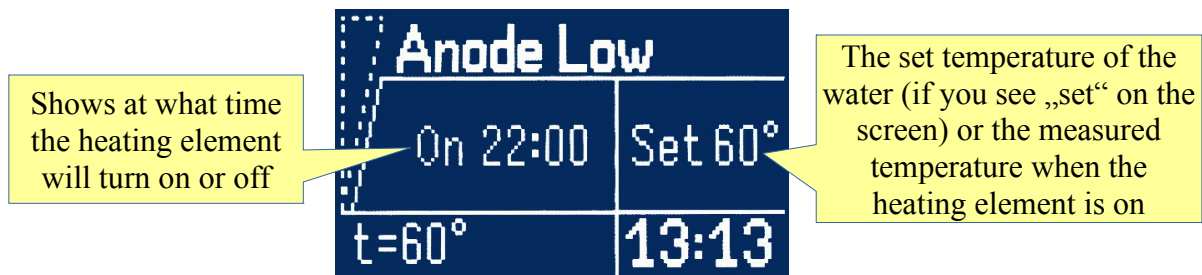 Shows at what time
the heating element
will turn on or off
Anode Low
On 22:00
Set 60°
t=60°
13:13
The set temperature of the
water (if you see „set“ on the
screen) or the measured
temperature when the
heating element is on